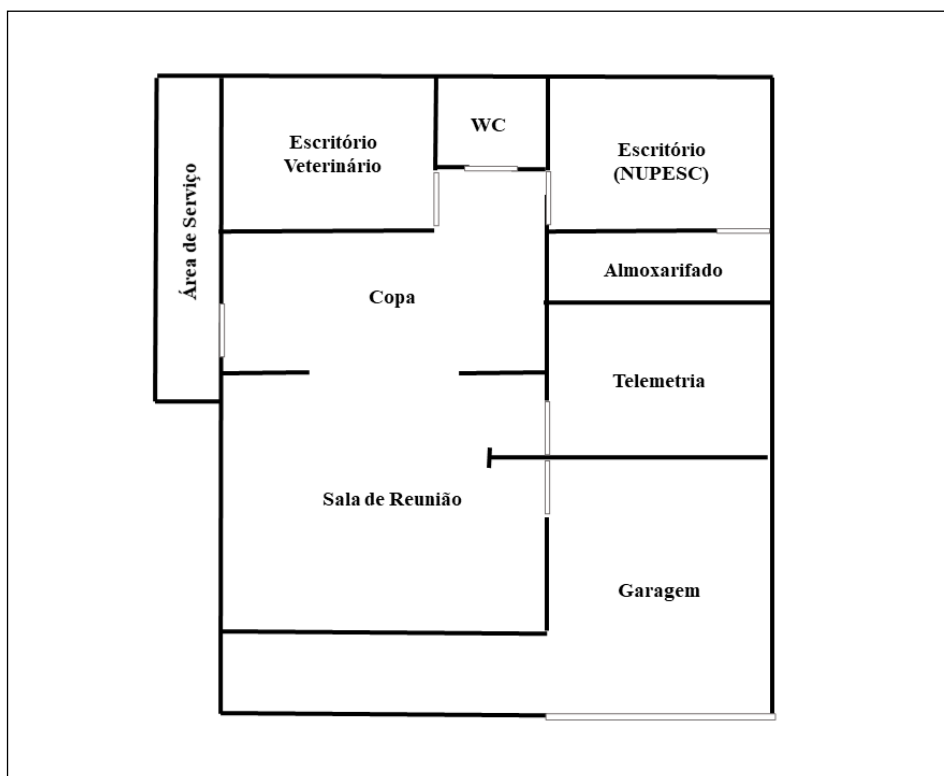 Escritório
Veterinário
WC
Escritório
(NUPESC)
Área de Serviço
Almoxarifado
Copa
Telemetria
Sala de Reunião
Garagem